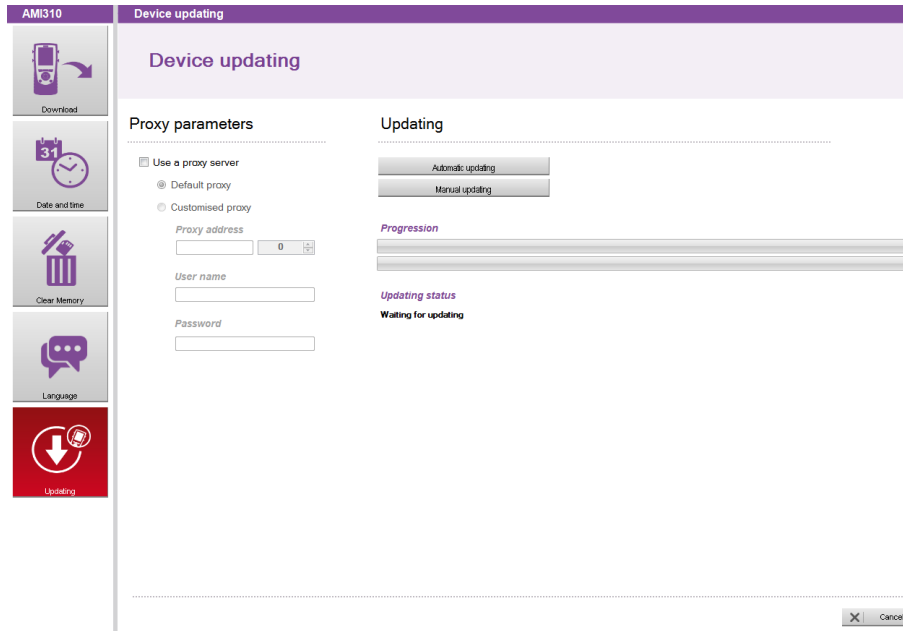 AMI310
Device updating
Device updating
Download
31
Date and time
Clear Memory
Language
Updating
Proxy parameters
Use a proxy server
Default proxy
Customised proxy
Proxy address
0
User name
Password
Updating
Automatic updating
Manual updating
Progression
Updating status
Waiting for updating
Cancel